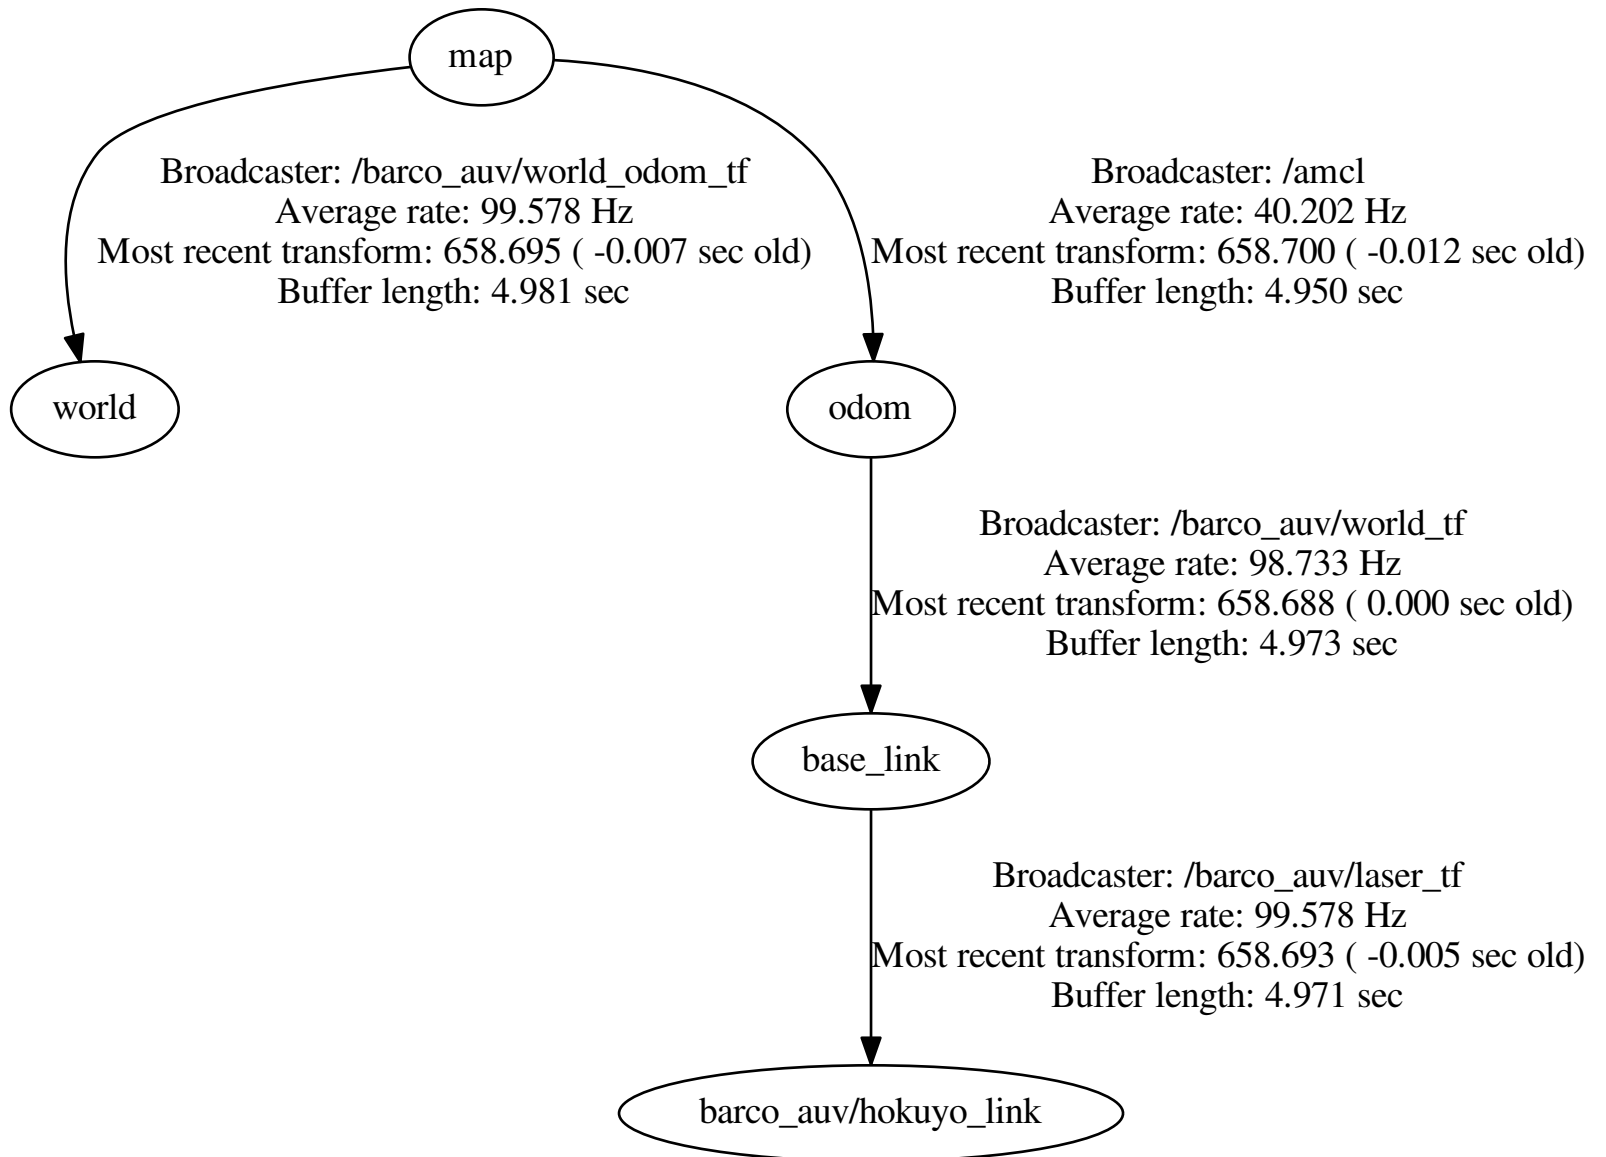 map
Broadcaster: /barco_auv/world_odom_tf
Average rate: 99.578 Hz
Most recent transform: 658.695 ( -0.007 sec old)
Buffer length: 4.981 sec
Broadcaster: /amcl
Average rate: 40.202 Hz
Most recent transform: 658.700 ( -0.012 sec old)
Buffer length: 4.950 sec
world
odom
Broadcaster: /barco_auv/world_tf
Average rate: 98.733 Hz
Most recent transform: 658.688 ( 0.000 sec old)
Buffer length: 4.973 sec
base_link
Broadcaster: /barco_auv/laser_tf
Average rate: 99.578 Hz
Most recent transform: 658.693 ( -0.005 sec old)
Buffer length: 4.971 sec
barco_auv/hokuyo_link